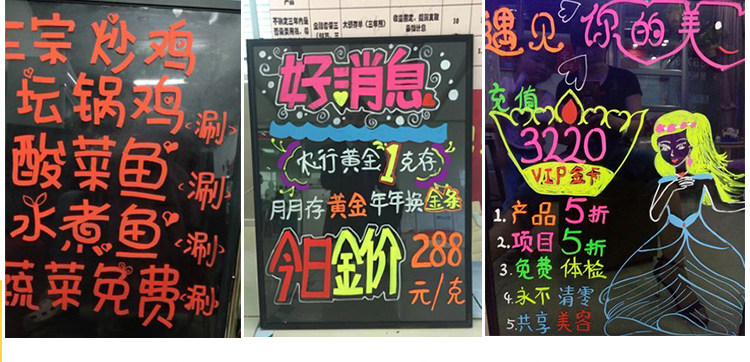 正宗炒鸡
坛锅鸡 涮
酸菜鱼 涮
水煮鱼 涮
蔬菜免费 涮
好消息
水行黄金1克存
月月存黄金 年年换金条
今日金价 288
元/克
遇见你的美
充值
3220
V.I.P金卡
1.产品5折
2.项目5折
3.免费体检
4.永不清零
5.共享美容